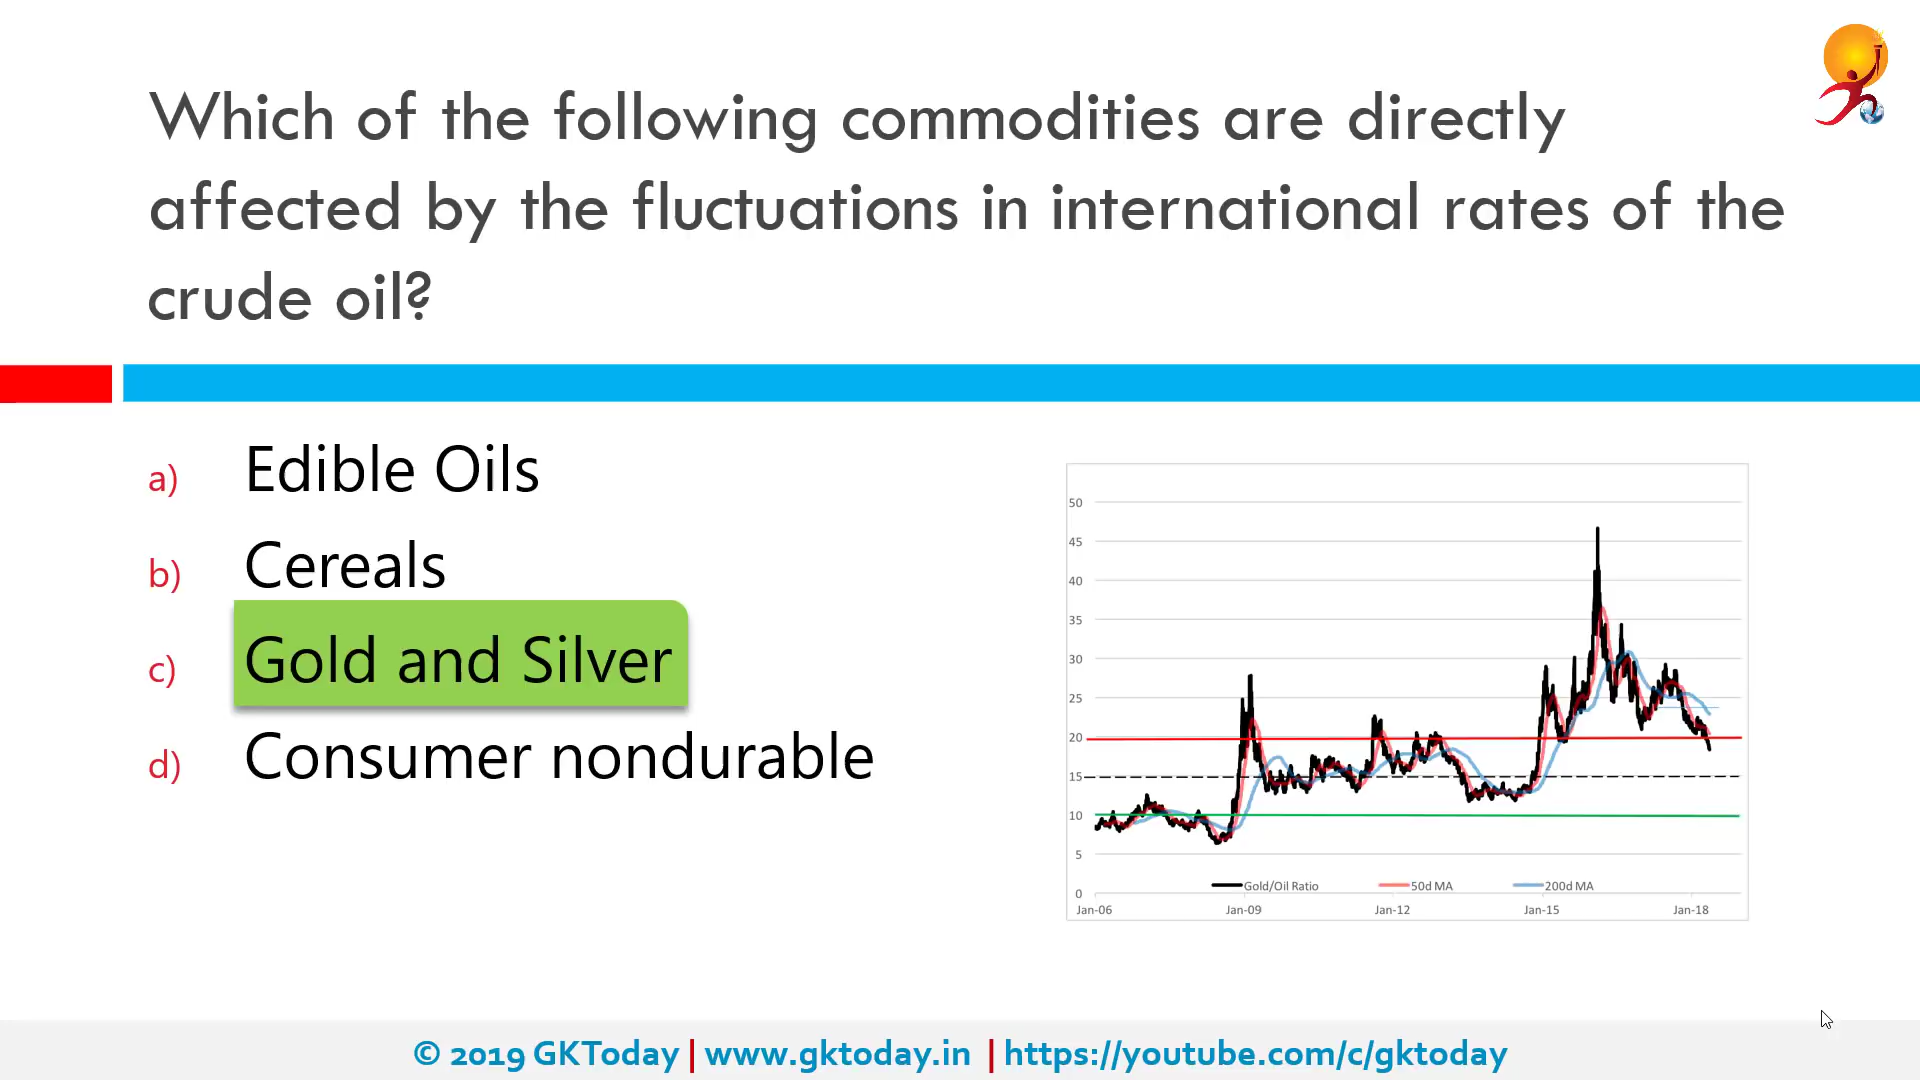 Which of the following commodities are directly
affected by the fluctuations in international rates of the
crude oil?
a) Edible Oils
b) Cereals
c) Gold and Silver
d) Consumer nondurable
50
45
40
35
30
25
20
15
10
5
0
Gold/Oil Ratio 50d MA 200d MA
Jan-06 Jan-09 Jan-12 Jan-15 Jan-18
© 2019 GKToday | www.gktoday.in | https://youtube.com/c/gktoday